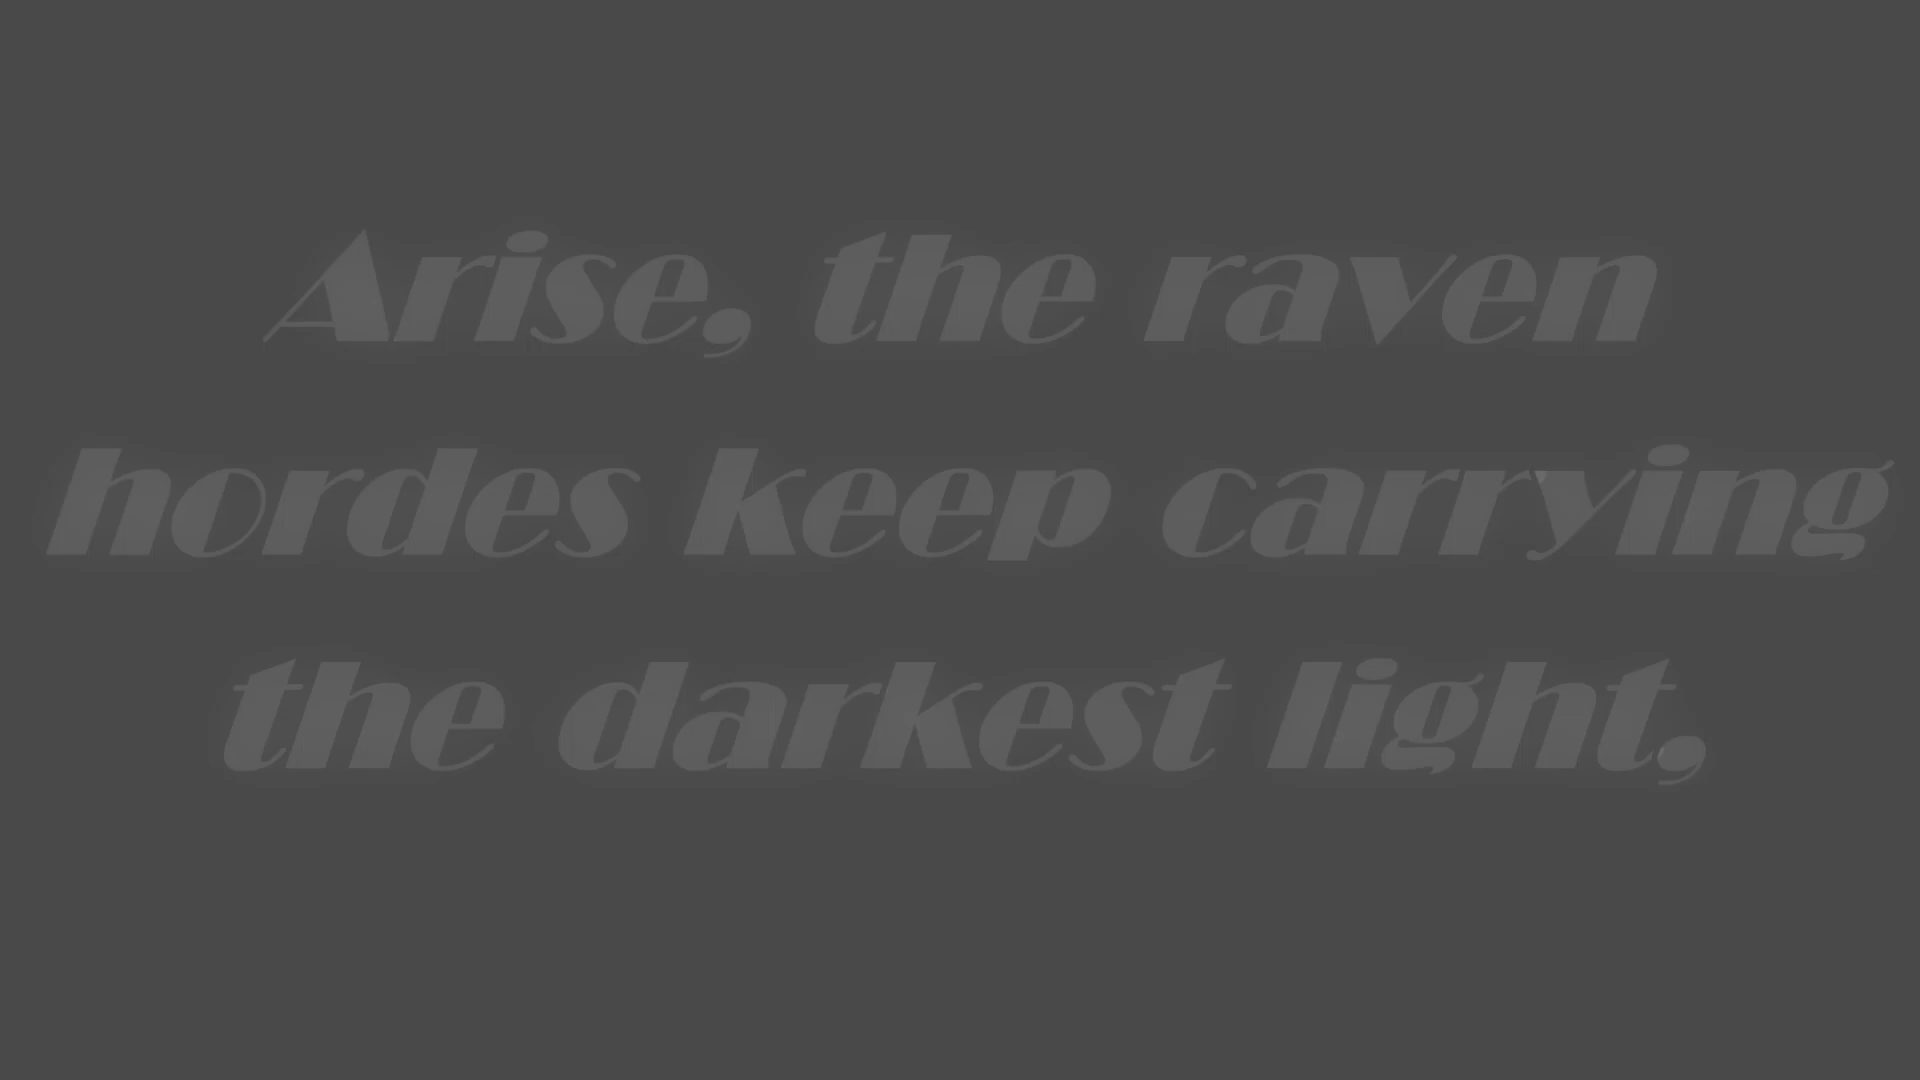 Arise, the raven
hordes keep carrying
the darkest light,